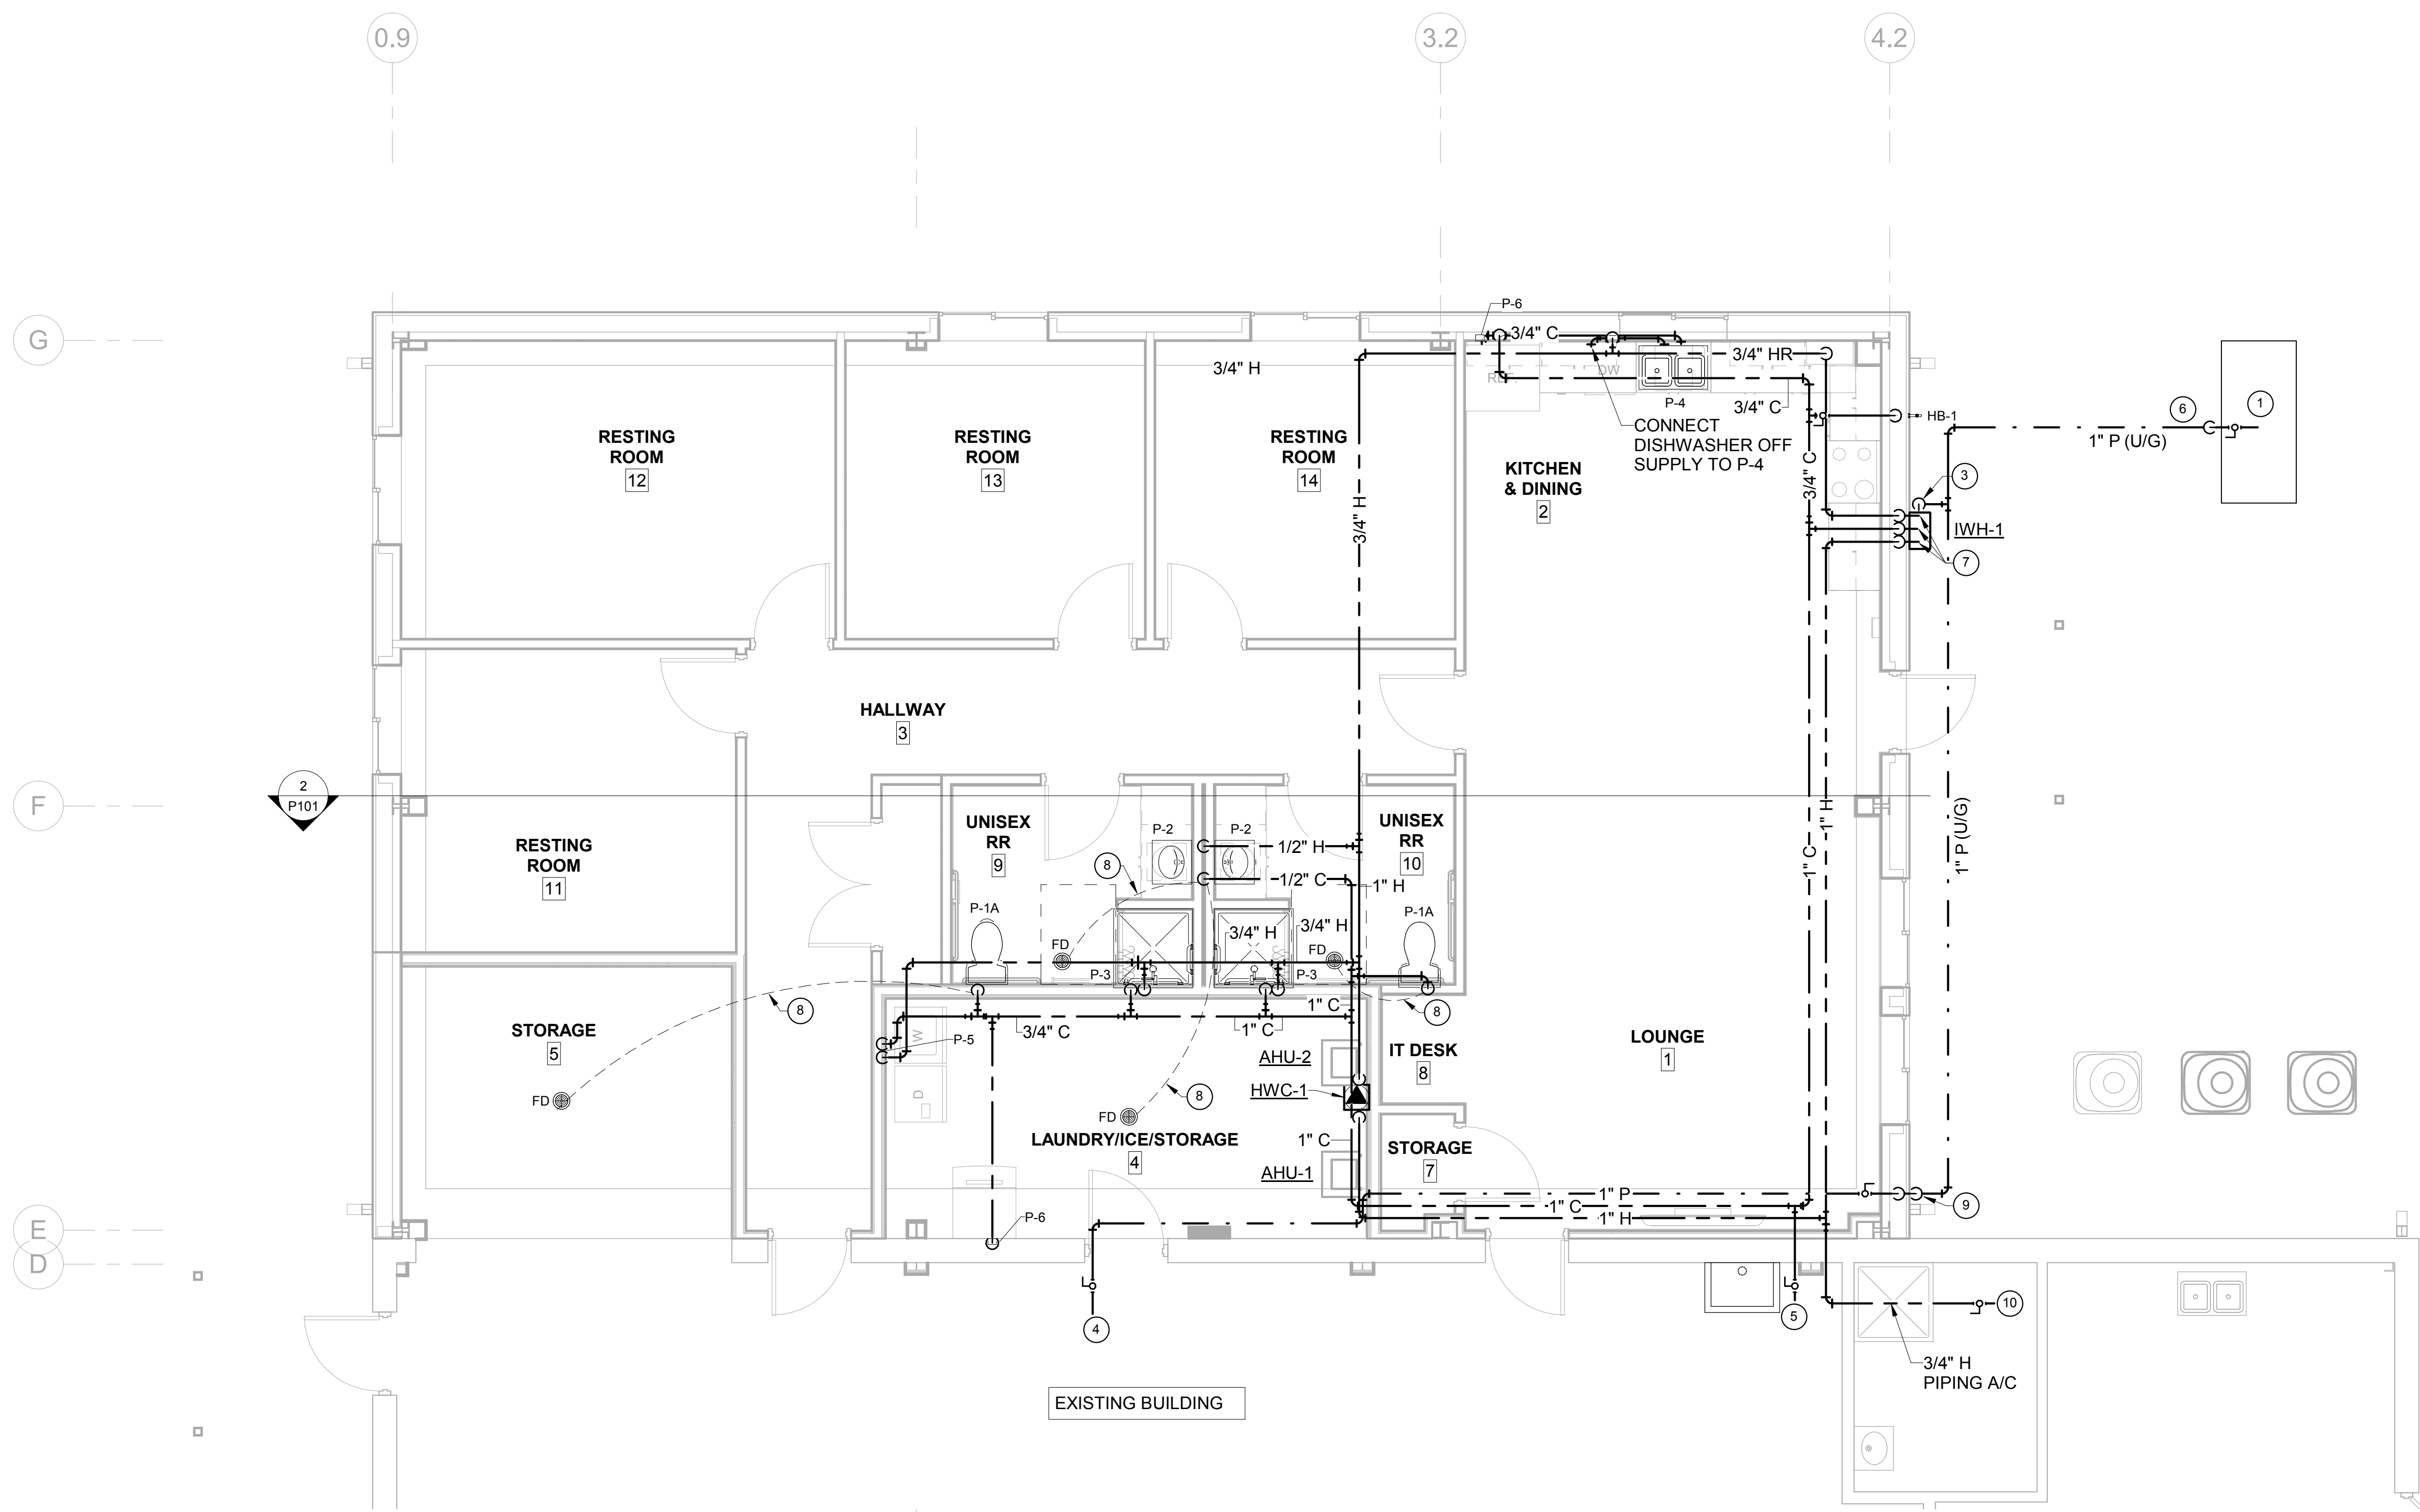 0.9
3.2
4.2
G
F
E
D
P-6
3/4" C
3/4" HR
3/4" H
REF.
DW
P-4
3/4" C
HB-1
CONNECT
DISHWASHER OFF
SUPPLY TO P-4
6
1
1" P (U/G)
RESTING
ROOM
12
RESTING
ROOM
13
RESTING
ROOM
14
KITCHEN
& DINING
2
3/4" H
3/4" C
3
IWH-1
7
HALLWAY
3
2
P101
RESTING
ROOM
11
UNISEX
RR
9
P-2
P-2
UNISEX
RR
10
1/2" H
1/2" C
1" H
8
P-1A
P-1A
FD
FD
3/4" H
3/4" H
P-3
P-3
1" C
1" H
1" P (U/G)
8
8
1" C
1" C
3/4" C
STORAGE
5
FD
W
D
P-5
AHU-2
HWC-1
8
FD
LAUNDRY/ICE/STORAGE
4
IT DESK
8
LOUNGE
1
1" C
AHU-1
STORAGE
7
1" P
1" C
1" H
9
P-6
4
5
10
3/4" H
PIPING A/C
EXISTING BUILDING